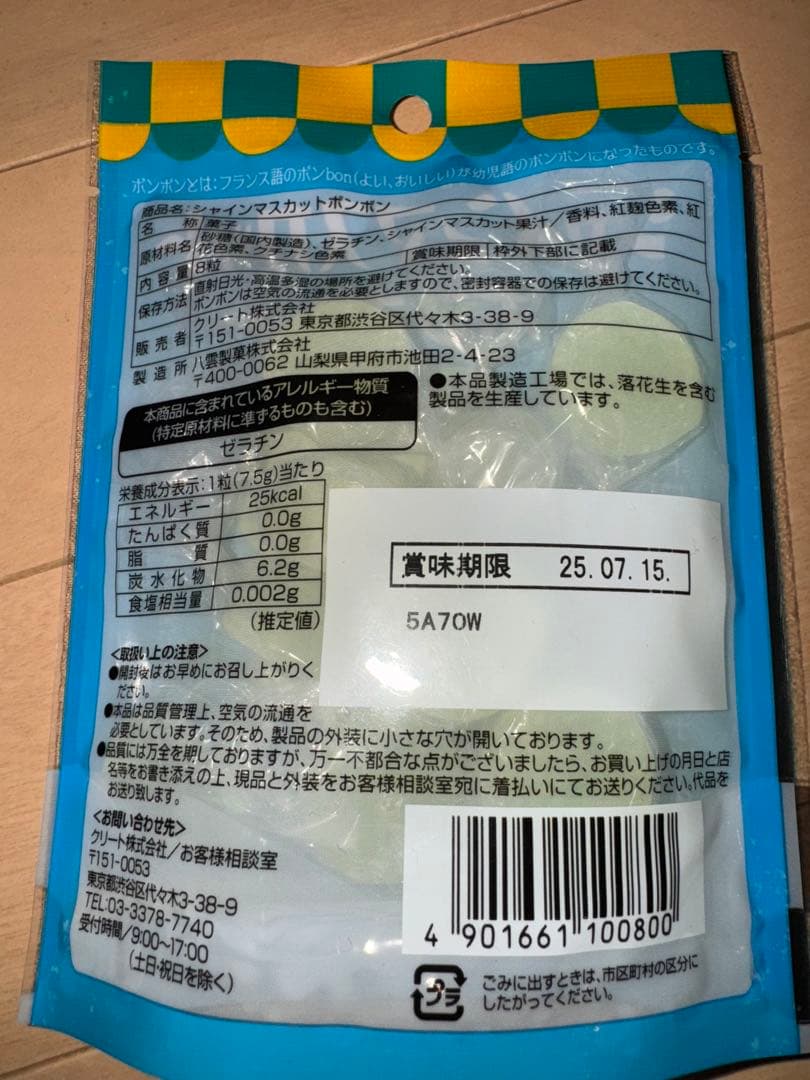 ボンボンとは:フランス語のボンbon(よい、おいしい)が幼児語のボンボンになったものです。
商品名:シャインマスカットボンボン
名 称 菓子
原材料名 砂糖(国内製造)、ゼラチン、シャインマスカット果汁/香料、紅麹色素、紅
花色素、クチナシ色素
内 容 量 8粒 賞味期限 枠外下部に記載
保存方法 直射日光・高温多湿の場所を避けてください。
ボンボンは空気の流通を必要としますので、密封容器での保存は避けてください。
販 売 者 クリート株式会社
〒151-0053 東京都渋谷区代々木3-38-9
製 造 所 八雲製菓株式会社
〒400-0062 山梨県甲府市池田2-4-23
本商品に含まれているアレルギー物質
(特定原材料に準ずるものも含む)
ゼラチン
●本品製造工場では、落花生を含む
製品を生産しています。
栄養成分表示:1粒(7.5g)当たり
エネルギー 25kcal
たんぱく質 0.0g
脂 質 0.0g
炭水化物 6.2g
食塩相当量 0.002g
(推定値)
賞味期限 25.07.15.
5A70W
<取扱い上の注意>
●開封後はお早めにお召し上がりく
ださい。
●本品は品質管理上、空気の流通を
必要としています。そのため、製品の外装に小さな穴が開いております。
●品質には万全を期しておりますが、万一不都合な点がございましたら、お買い上げの月日と店
名等をお書き添えの上、現品と外装をお客様相談室宛に着払いにてお送りください。代品を
お送り致します。
<お問い合わせ先>
クリート株式会社/お客様相談室
〒151-0053
東京都渋谷区代々木3-38-9
TEL:03-3378-7740
受付時間/9:00~17:00
(土日・祝日を除く)
4 901661 100800
プラ
ごみに出すときは、市区町村の区分に
したがってください。